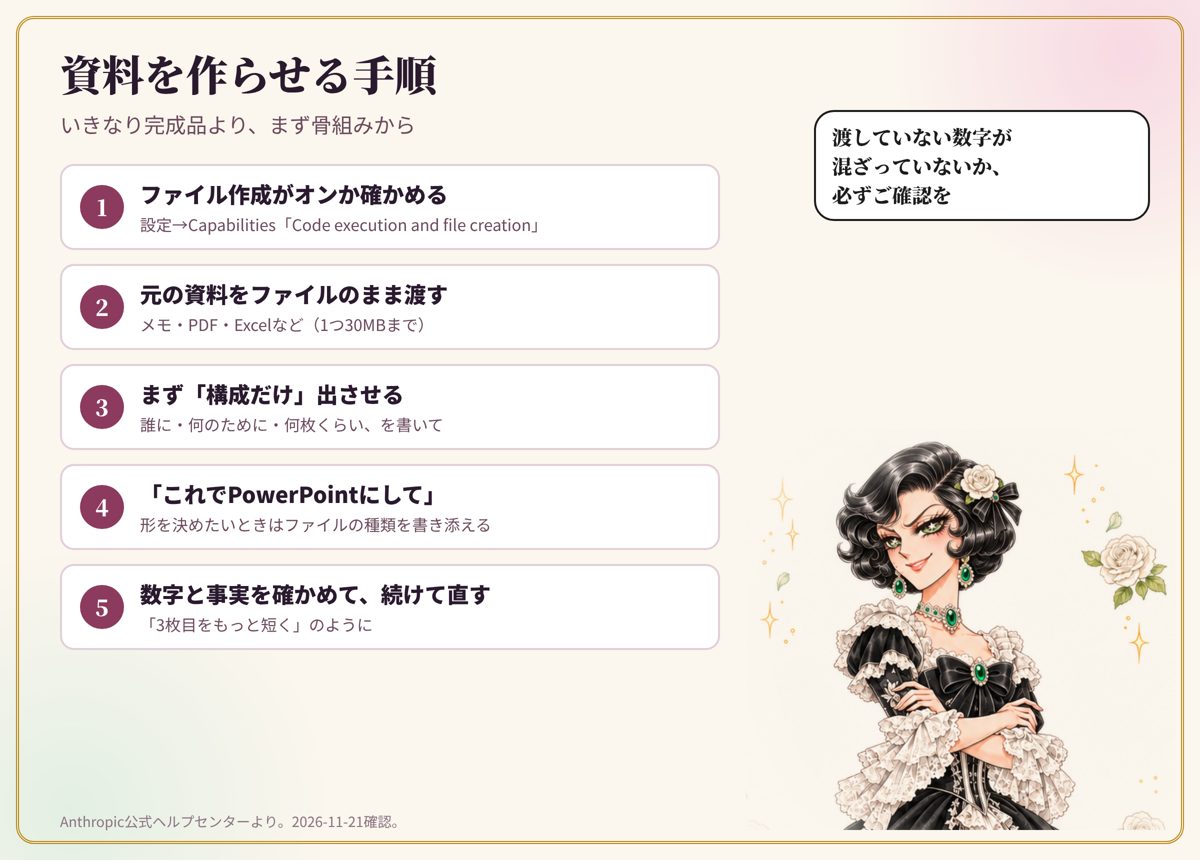 資料を作らせる手順
いきなり完成品より、まず骨組みから
渡していない数字が
混ざっていないか、
必ずご確認を
1
ファイル作成がオンか確かめる
設定→Capabilities「Code execution and file creation」
2
元の資料をファイルのまま渡す
メモ・PDF・Excelなど（1つ30MBまで）
3
まず「構成だけ」出させる
誰に・何のために・何枚くらい、を書いて
4
「これでPowerPointにして」
形を決めたいときはファイルの種類を書き添える
5
数字と事実を確かめて、続けて直す
「3枚目をもっと短く」のように
Anthropic公式ヘルプセンターより。2026-11-21確認。